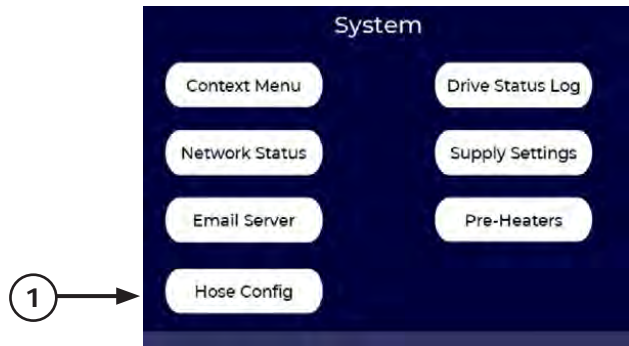 System
Context Menu
Drive Status Log
Network Status
Supply Settings
Email Server
Pre-Heaters
1
Hose Config